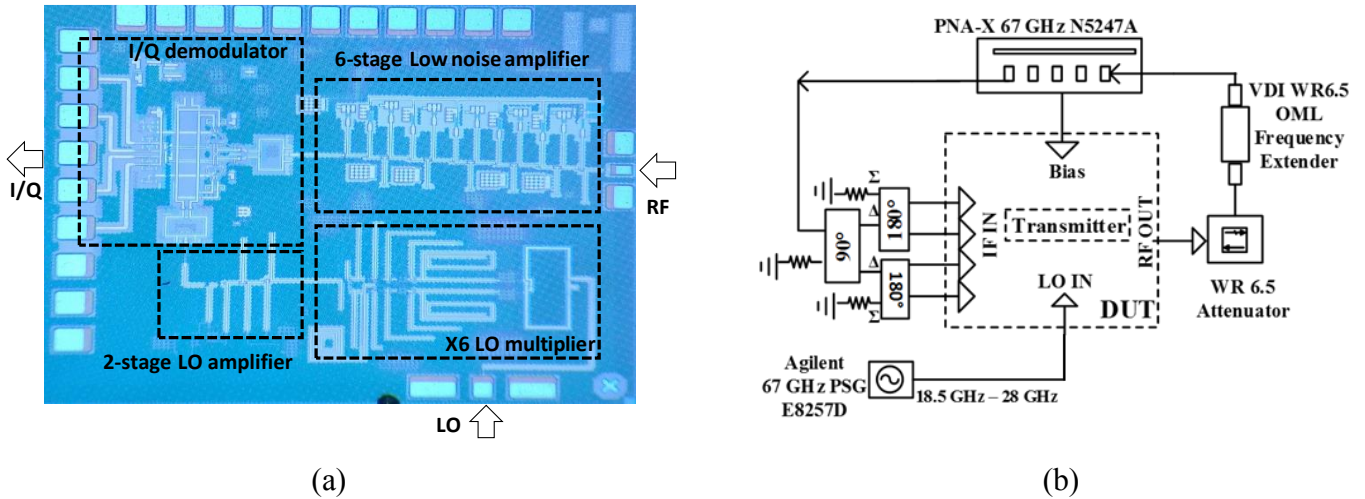 I/Q demodulator
6-stage Low noise amplifier
I/Q
RF
2-stage LO amplifier
X6 LO multiplier
LO
(a)
PNA-X 67 GHz N5247A
VDI WR6.5
OML
Frequency
Extender
Bias
Σ
Δ
180°
90°
Δ
180°
Σ
IF IN
Transmitter
RF OUT
LO IN
DUT
WR 6.5
Attenuator
Agilent
67 GHz PSG
E8257D
18.5 GHz – 28 GHz
(b)